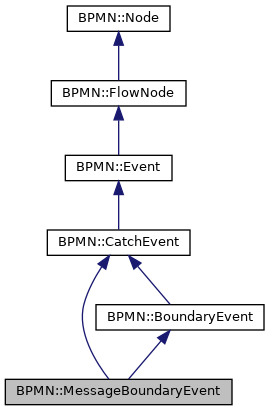 BPMN::Node
BPMN::FlowNode
BPMN::Event
BPMN::CatchEvent
BPMN::BoundaryEvent
BPMN::MessageBoundaryEvent